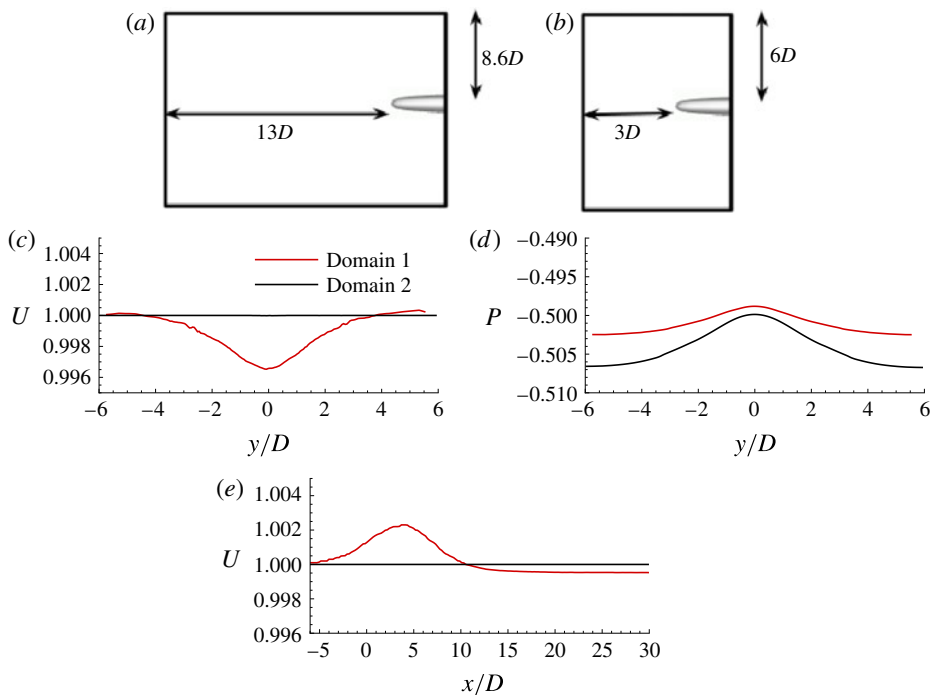 (a)
8.6D
13D
(b)
6D
3D
(c)
1.004
1.002
U 1.000
0.998
0.996
Domain 1
Domain 2
−6 −4 −2 0 2 4 6
y/D
(d)
−0.490
−0.495
P −0.500
−0.505
−0.510
−6 −4 −2 0 2 4 6
y/D
(e)
1.004
1.002
U 1.000
0.998
0.996
−5 0 5 10 15 20 25 30
x/D